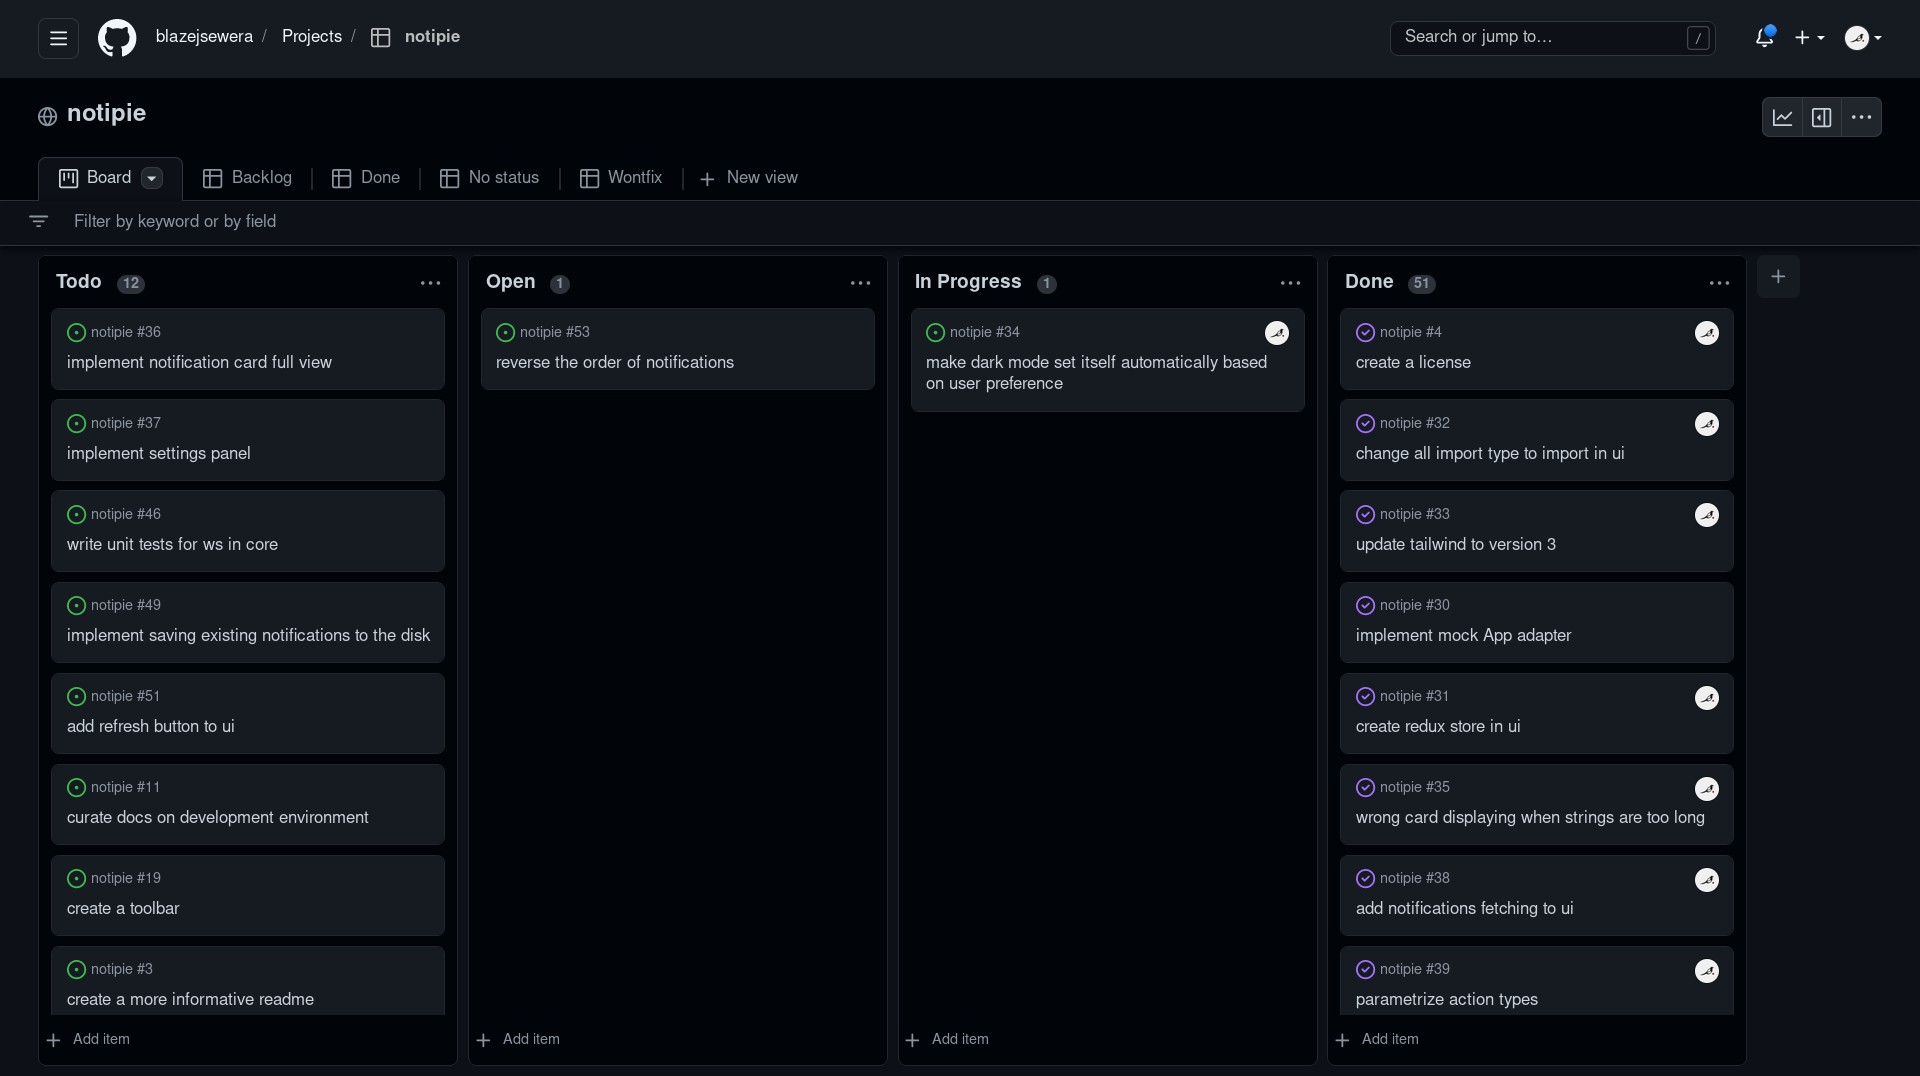 blazejsewera / Projects / notipie
Search or jump to… /
notipie
Board Backlog Done No status Wontfix New view
Filter by keyword or by field
Todo 12
notipie #36
implement notification card full view
notipie #37
implement settings panel
notipie #46
write unit tests for ws in core
notipie #49
implement saving existing notifications to the disk
notipie #51
add refresh button to ui
notipie #11
curate docs on development environment
notipie #19
create a toolbar
notipie #3
create a more informative readme
Add item
Open 1
notipie #53
reverse the order of notifications
Add item
In Progress 1
notipie #34
make dark mode set itself automatically based
on user preference
Add item
Done 51
notipie #4
create a license
notipie #32
change all import type to import in ui
notipie #33
update tailwind to version 3
notipie #30
implement mock App adapter
notipie #31
create redux store in ui
notipie #35
wrong card displaying when strings are too long
notipie #38
add notifications fetching to ui
notipie #39
parametrize action types
Add item